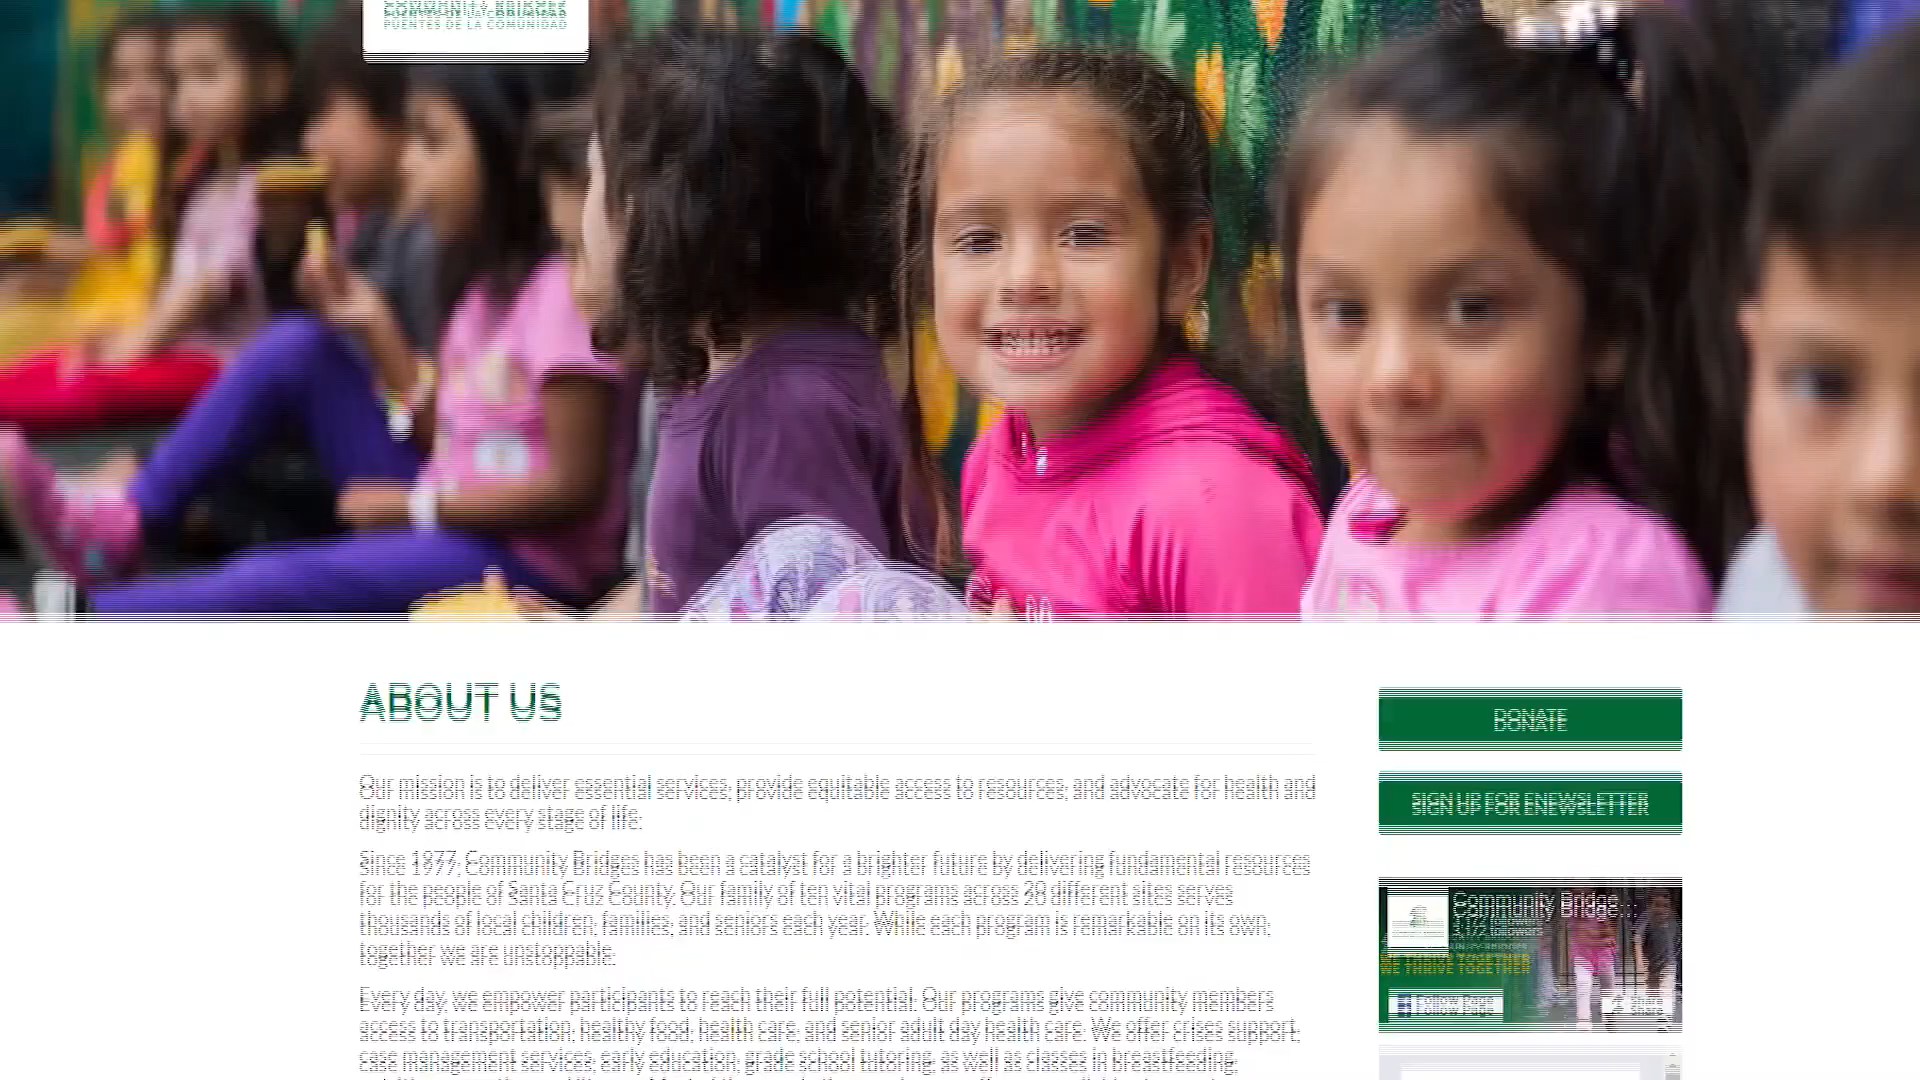 COMMUNITY BRIDGES
PUENTES DE LA COMUNIDAD
ABOUT US
Our mission is to deliver essential services, provide equitable access to resources, and advocate for health and
dignity across every stage of life.
Since 1977, Community Bridges has been a catalyst for a brighter future by delivering fundamental resources
for the people of Santa Cruz County. Our family of ten vital programs across 20 different sites serves
thousands of local children, families, and seniors each year. While each program is remarkable on its own,
together we are unstoppable.
Every day, we empower participants to reach their full potential. Our programs give community members
access to transportation, healthy food, health care, and senior adult day health care. We offer crises support,
case management services, early education, grade school tutoring, as well as classes in breastfeeding,
DONATE
SIGN UP FOR ENEWSLETTER
Community Bridge...
3,172 followers
WE THRIVE TOGETHER
Follow Page
Share